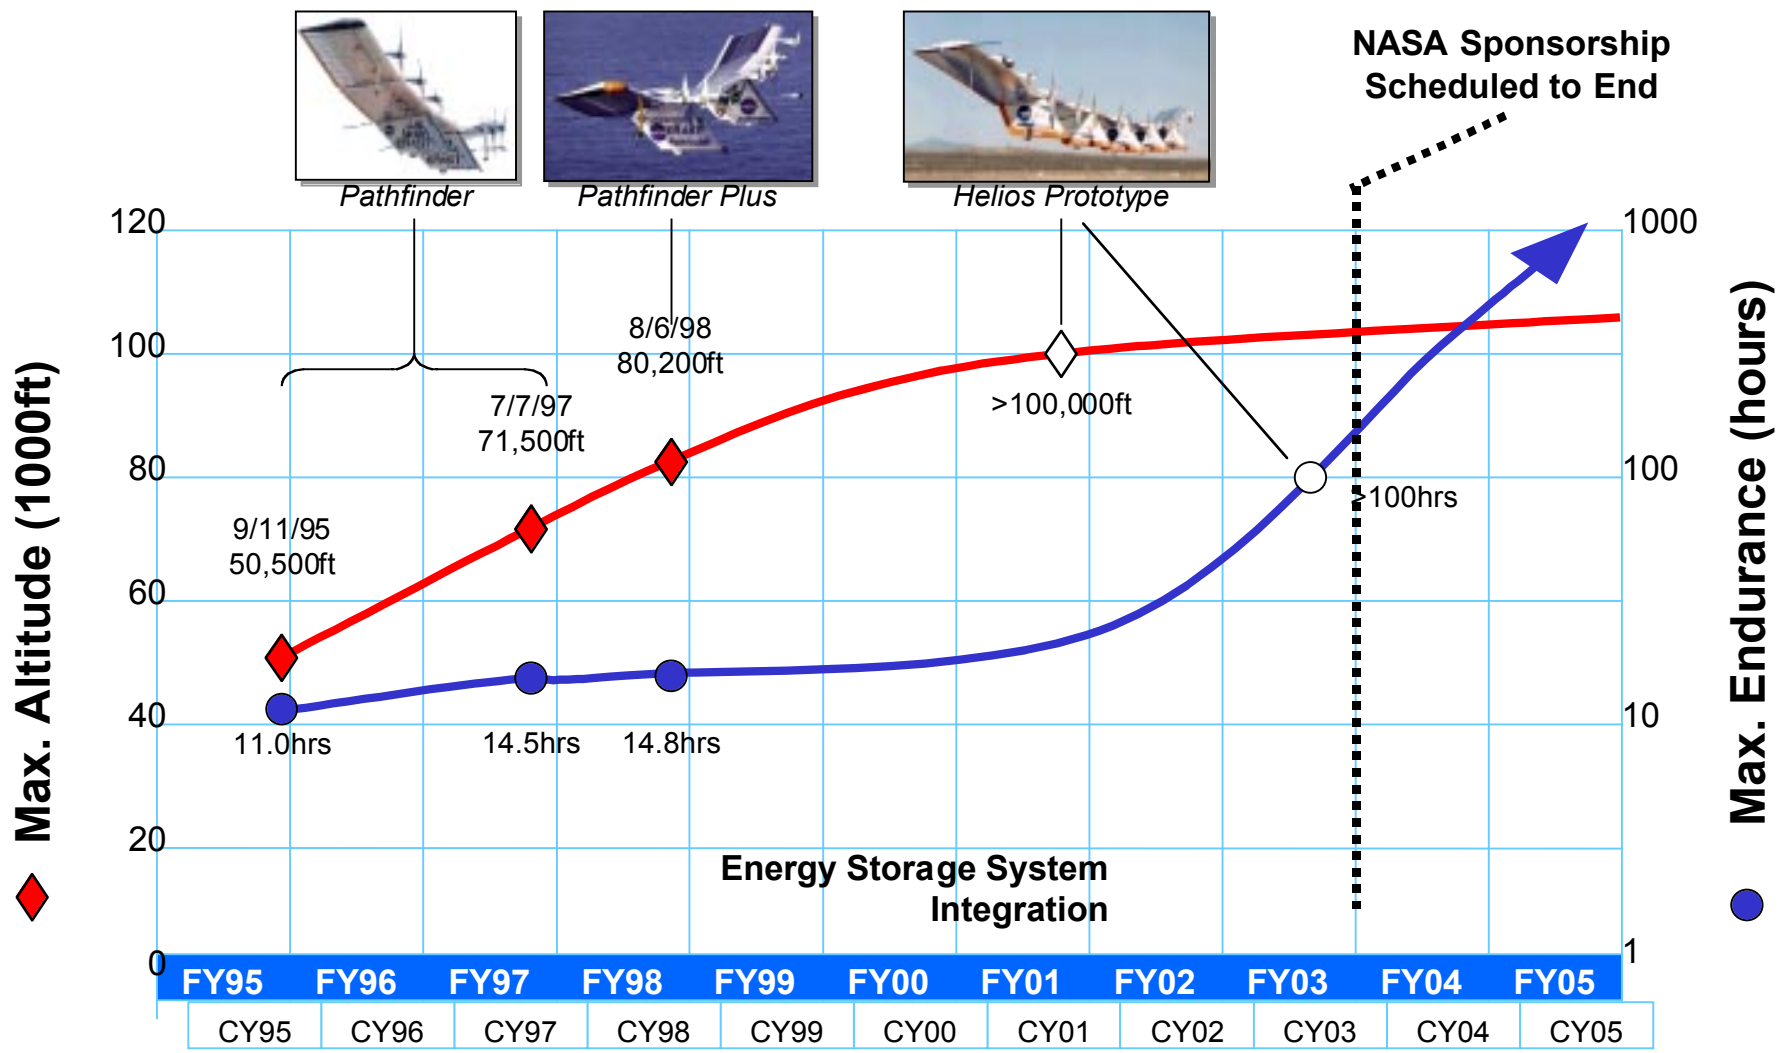 NASA Sponsorship
Scheduled to End
Pathfinder
Pathfinder Plus
Helios Prototype
120
100
80
60
40
20
0
1000
100
10
1
Max. Altitude (1000ft)
Max. Endurance (hours)
8/6/98
80,200ft
7/7/97
71,500ft
9/11/95
50,500ft
>100,000ft
>100hrs
11.0hrs
14.5hrs
14.8hrs
Energy Storage System
Integration
FY95 FY96 FY97 FY98 FY99 FY00 FY01 FY02 FY03 FY04 FY05
CY95 CY96 CY97 CY98 CY99 CY00 CY01 CY02 CY03 CY04 CY05